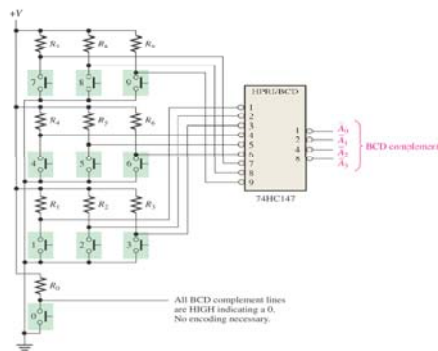 +V
R₇ R₈ R₉
7 8 9
R₄ R₅ R₆
4 5 6
R₁ R₂ R₃
1 2 3
R₀
0
HPRI/BCD
1
2
3
4
5
6
7
8
9
1
2
4
8
74HC147
A̅₀
A̅₁
A̅₂
A̅₃
BCD complement
All BCD complement lines
are HIGH indicating a 0.
No encoding necessary.